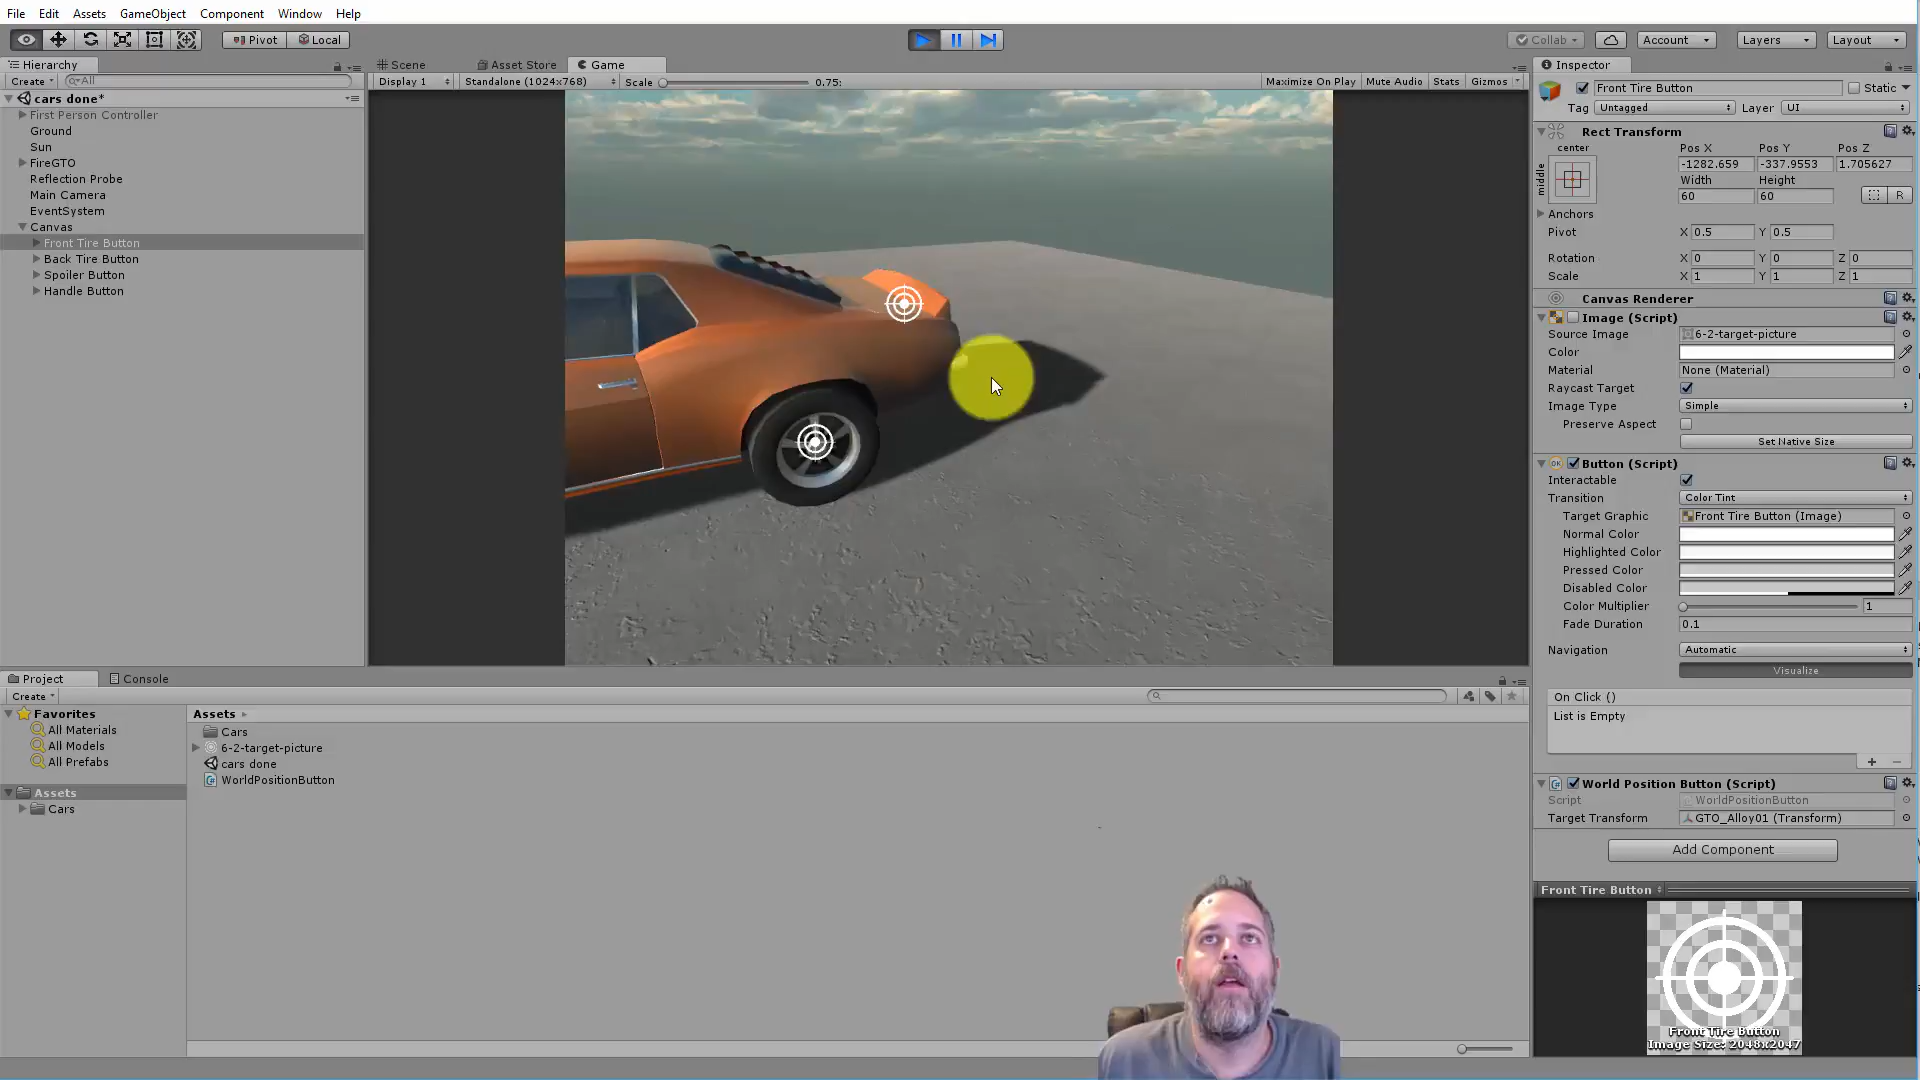 File Edit Assets GameObject Component Window Help
Pivot Local Collab Account Layers Layout
Hierarchy Scene Asset Store Game Inspector
Create All Display 1 Standalone (1024x768) Scale 0.75: Maximize On Play Mute Audio Stats Gizmos
cars done*
First Person Controller
Ground
Sun
FireGTO
Reflection Probe
Main Camera
EventSystem
Canvas
Front Tire Button
Back Tire Button
Spoiler Button
Handle Button
Front Tire Button Static
Tag Untagged Layer UI
Rect Transform
center Pos X Pos Y Pos Z
middle -1282.659 -337.9553 1.705627
Width Height
60 60 R
Anchors
Pivot X 0.5 Y 0.5
Rotation X 0 Y 0 Z 0
Scale X 1 Y 1 Z 1
Canvas Renderer
Image (Script)
Source Image 6-2-target-picture
Color
Material None (Material)
Raycast Target
Image Type Simple
Preserve Aspect
Set Native Size
OK Button (Script)
Interactable
Transition Color Tint
Target Graphic Front Tire Button (Image)
Normal Color
Highlighted Color
Pressed Color
Disabled Color
Color Multiplier 1
Fade Duration 0.1
Navigation Automatic
Visualize
On Click ()
List is Empty
World Position Button (Script)
Script WorldPositionButton
Target Transform GTO_Alloy01 (Transform)
Add Component
Front Tire Button
Front Tire Button
Image Size: 2048x2047
Project Console
Create
Favorites
All Materials
All Models
All Prefabs
Assets
Cars
Assets
Cars
6-2-target-picture
cars done
WorldPositionButton